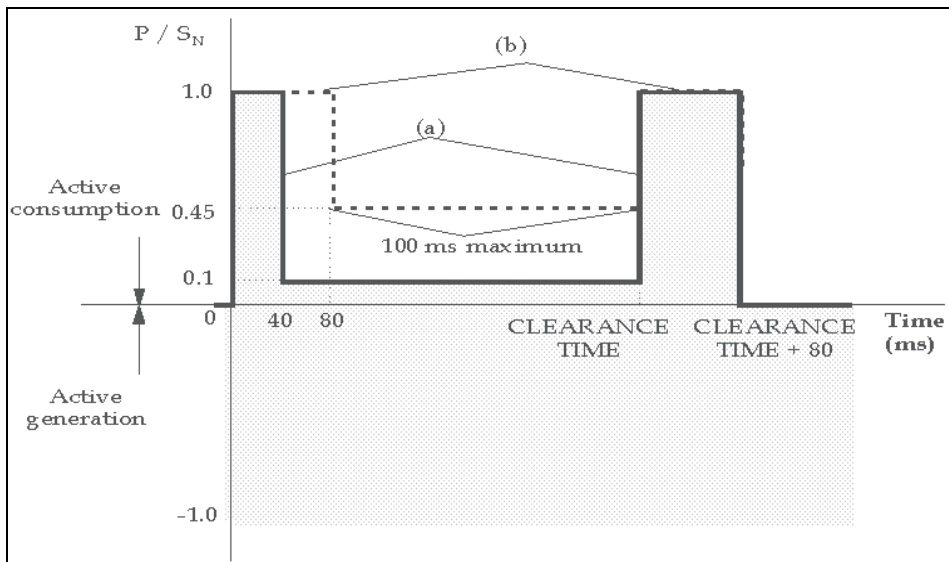 P / SN
(b)
1.0
(a)
Active
consumption
0.45
100 ms maximum
0.1
0
40
80
CLEARANCE
TIME
CLEARANCE
TIME + 80
Time
(ms)
Active
generation
-1.0